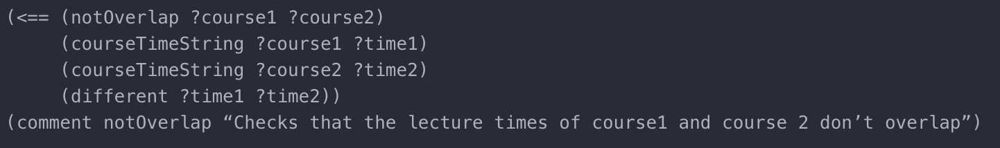 (<== (notOverlap ?course1 ?course2)
(courseTimeString ?course1 ?time1)
(courseTimeString ?course2 ?time2)
(different ?time1 ?time2))
(comment notOverlap “Checks that the lecture times of course1 and course 2 don’t overlap”)